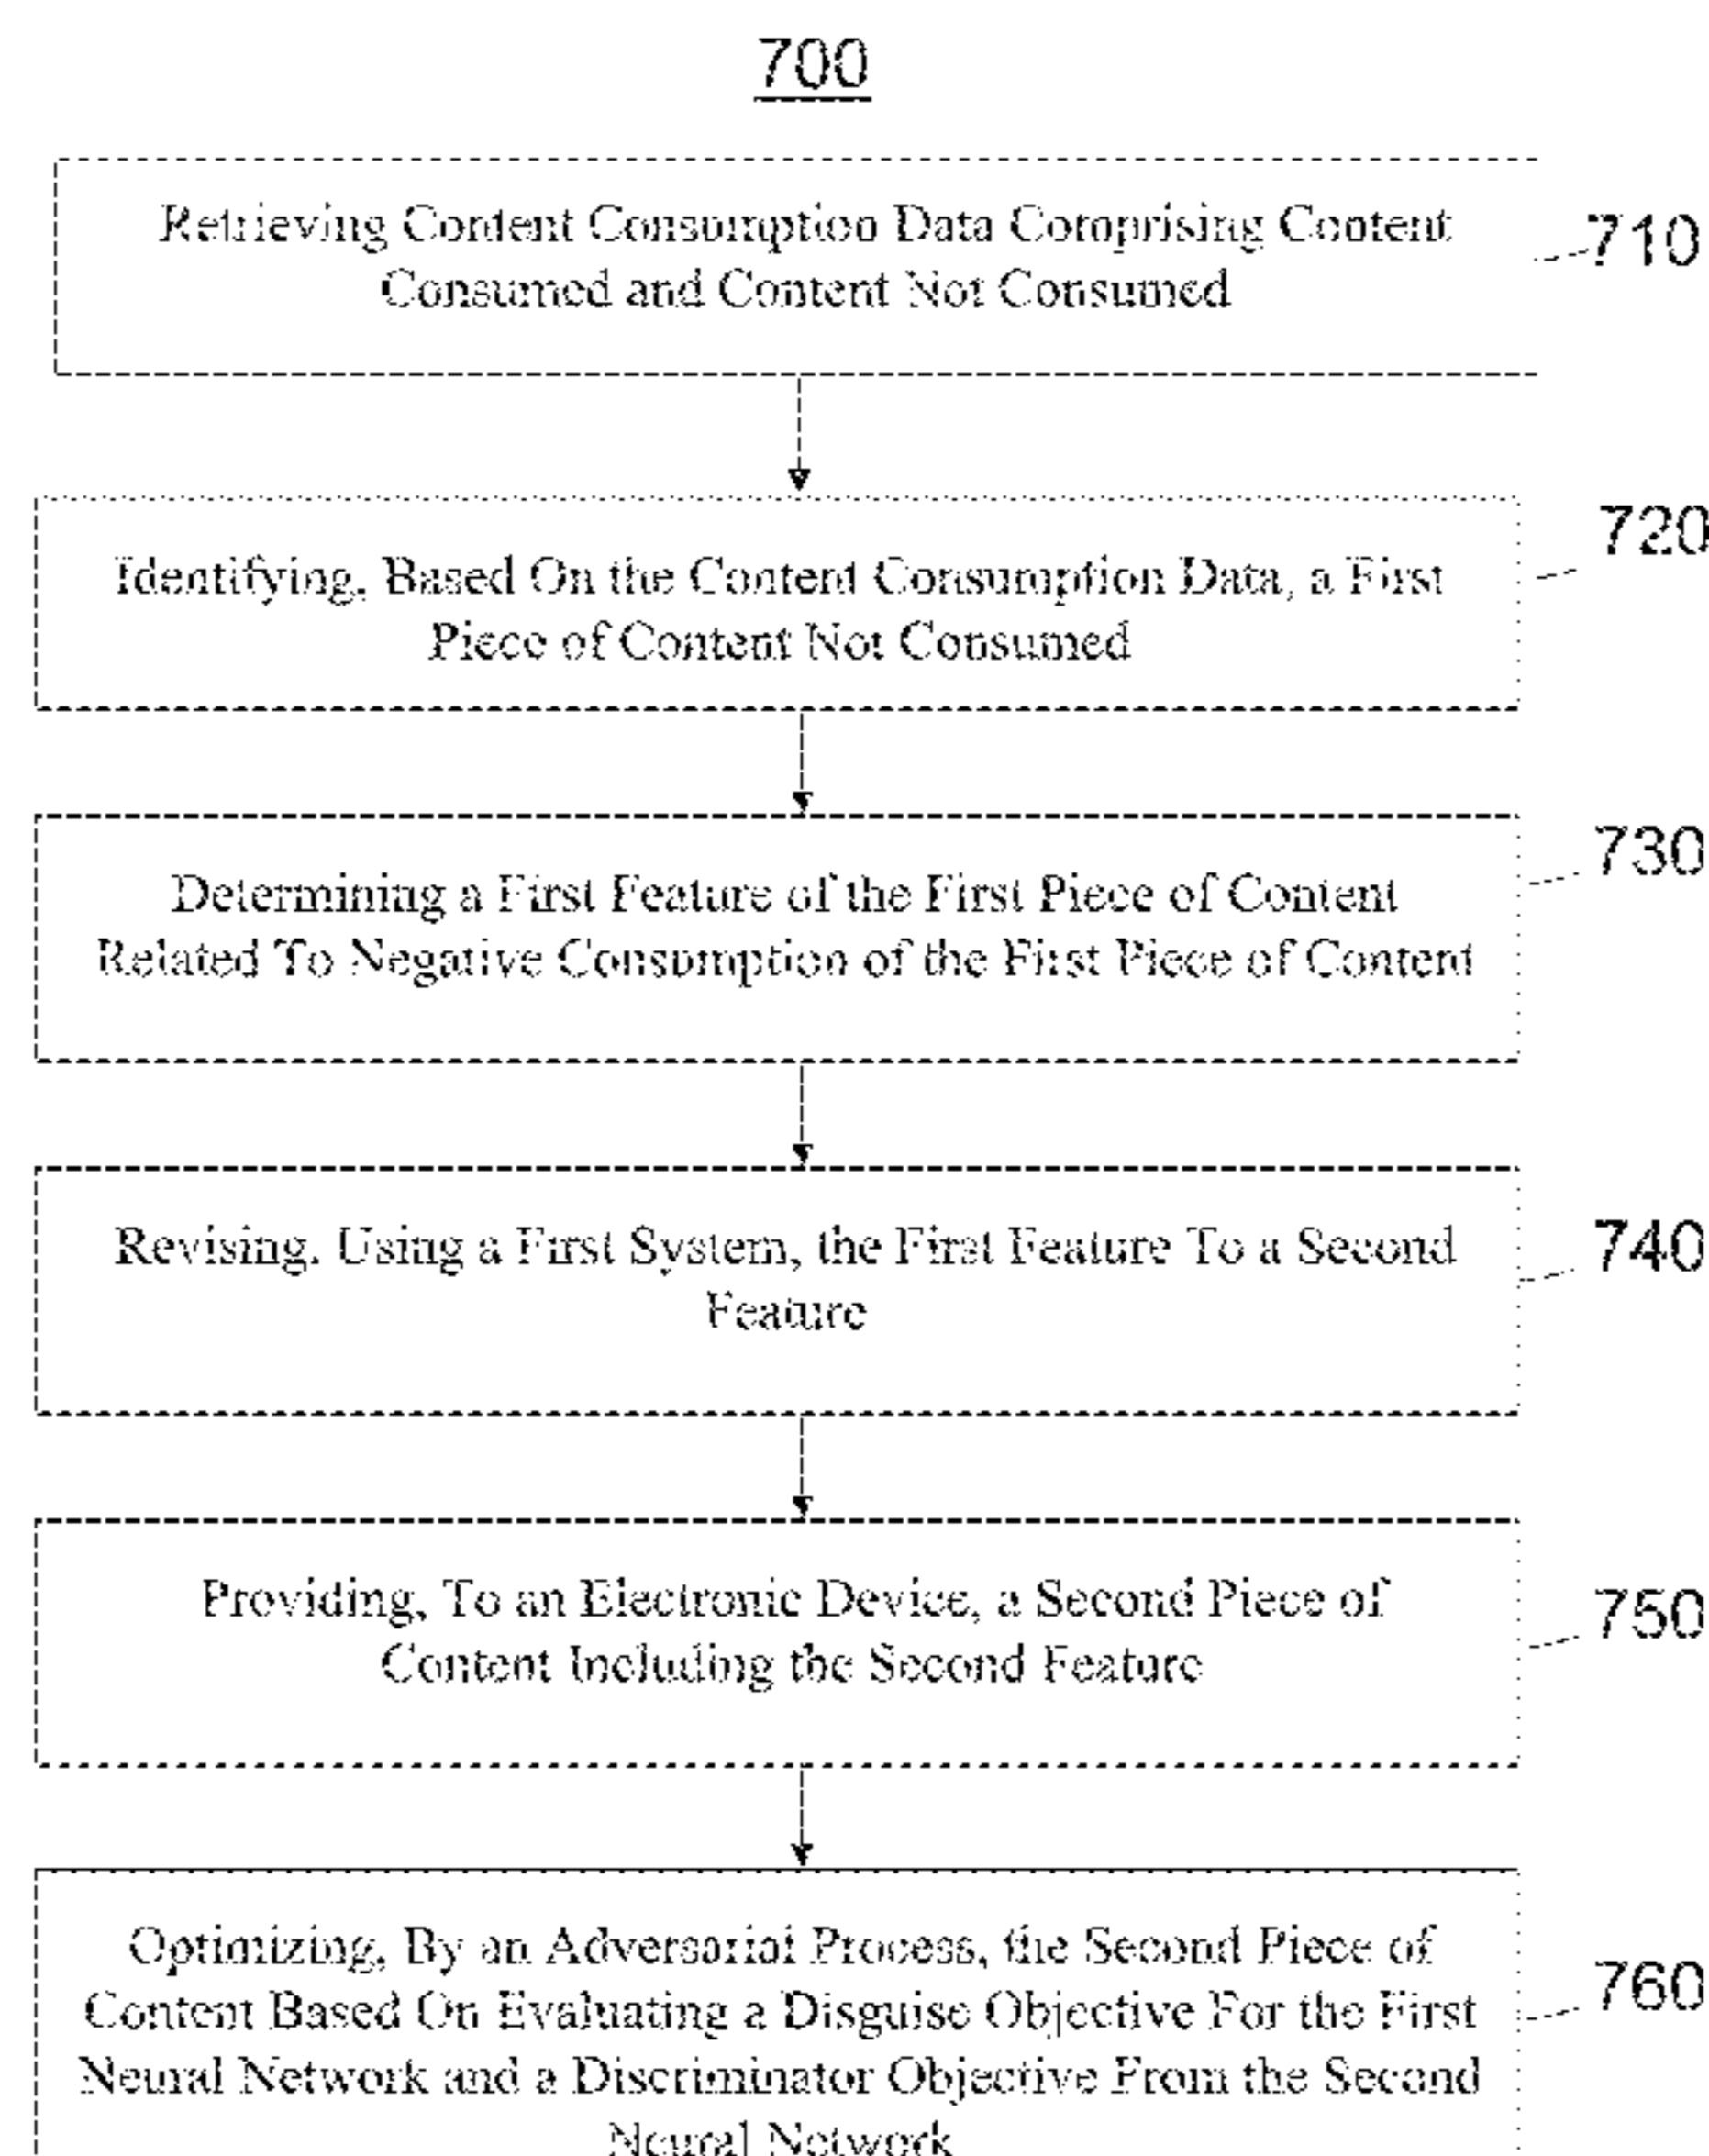 700
Retrieving Content Consumption Data Comprising Content
Consumed and Content Not Consumed
710
Identifying, Based On the Content Consumption Data, a First
Piece of Content Not Consumed
720
Determining a First Feature of the First Piece of Content
Related To Negative Consumption of the First Piece of Content
730
Revising, Using a First System, the First Feature To a Second
Feature
740
Providing, To an Electronic Device, a Second Piece of
Content Including the Second Feature
750
Optimizing, By an Adversarial Process, the Second Piece of
Content Based On Evaluating a Disguise Objective For the First
Neural Network and a Discriminator Objective From the Second
Neural Network
760